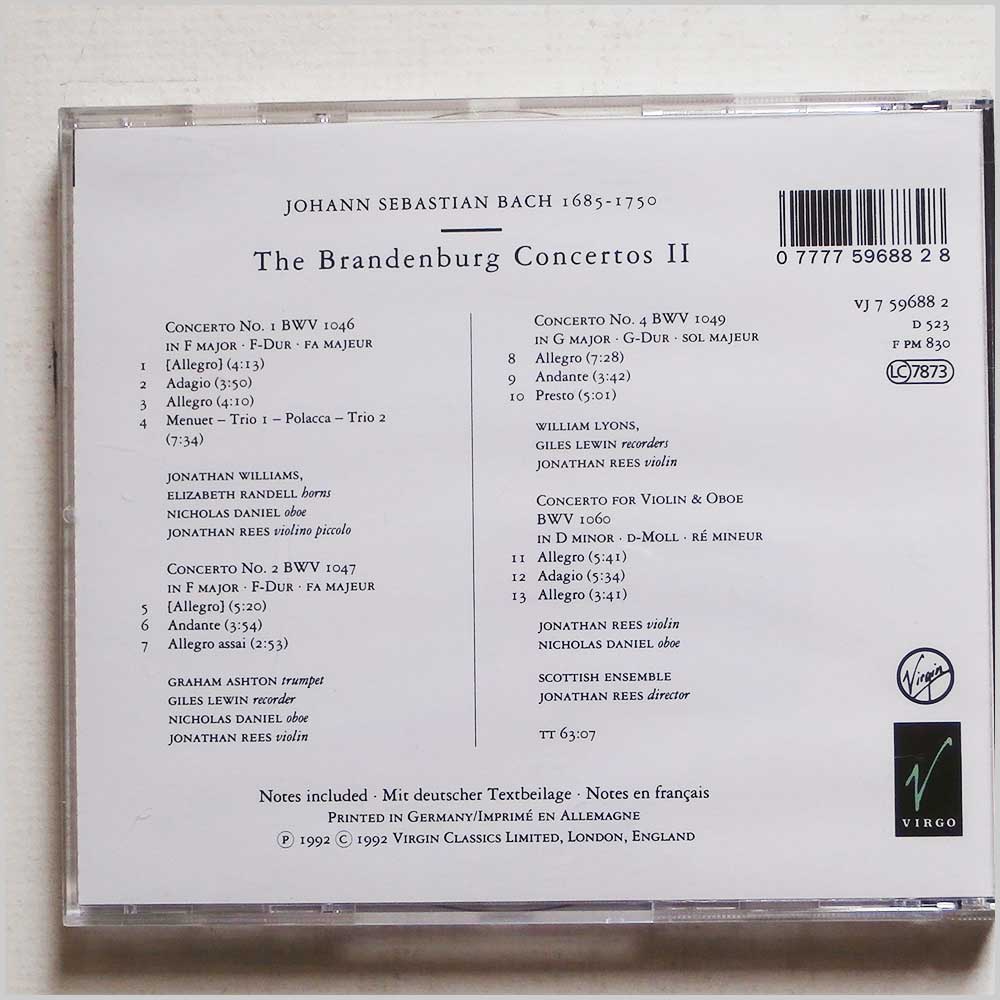 JOHANN SEBASTIAN BACH 1685-1750
The Brandenburg Concertos II
0 7777 59688 2 8
VJ 7 59688 2
D 523
F PM 830
LC 7873
CONCERTO NO. 1 BWV 1046
IN F MAJOR · F-DUR · FA MAJEUR
1 [Allegro] (4:13)
2 Adagio (3:50)
3 Allegro (4:10)
4 Menuet – Trio 1 – Polacca – Trio 2
(7:34)
JONATHAN WILLIAMS,
ELIZABETH RANDELL horns
NICHOLAS DANIEL oboe
JONATHAN REES violino piccolo
CONCERTO NO. 2 BWV 1047
IN F MAJOR · F-DUR · FA MAJEUR
5 [Allegro] (5:20)
6 Andante (3:54)
7 Allegro assai (2:53)
GRAHAM ASHTON trumpet
GILES LEWIN recorder
NICHOLAS DANIEL oboe
JONATHAN REES violin
CONCERTO NO. 4 BWV 1049
IN G MAJOR · G-DUR · SOL MAJEUR
8 Allegro (7:28)
9 Andante (3:42)
10 Presto (5:01)
WILLIAM LYONS,
GILES LEWIN recorders
JONATHAN REES violin
CONCERTO FOR VIOLIN & OBOE
BWV 1060
IN D MINOR · D-MOLL · RÉ MINEUR
11 Allegro (5:41)
12 Adagio (5:34)
13 Allegro (3:41)
JONATHAN REES violin
NICHOLAS DANIEL oboe
SCOTTISH ENSEMBLE
JONATHAN REES director
TT 63:07
Virgin
V
VIRGO
Notes included · Mit deutscher Textbeilage · Notes en français
PRINTED IN GERMANY/IMPRIMÉ EN ALLEMAGNE
Ⓟ 1992 Ⓒ 1992 VIRGIN CLASSICS LIMITED, LONDON, ENGLAND